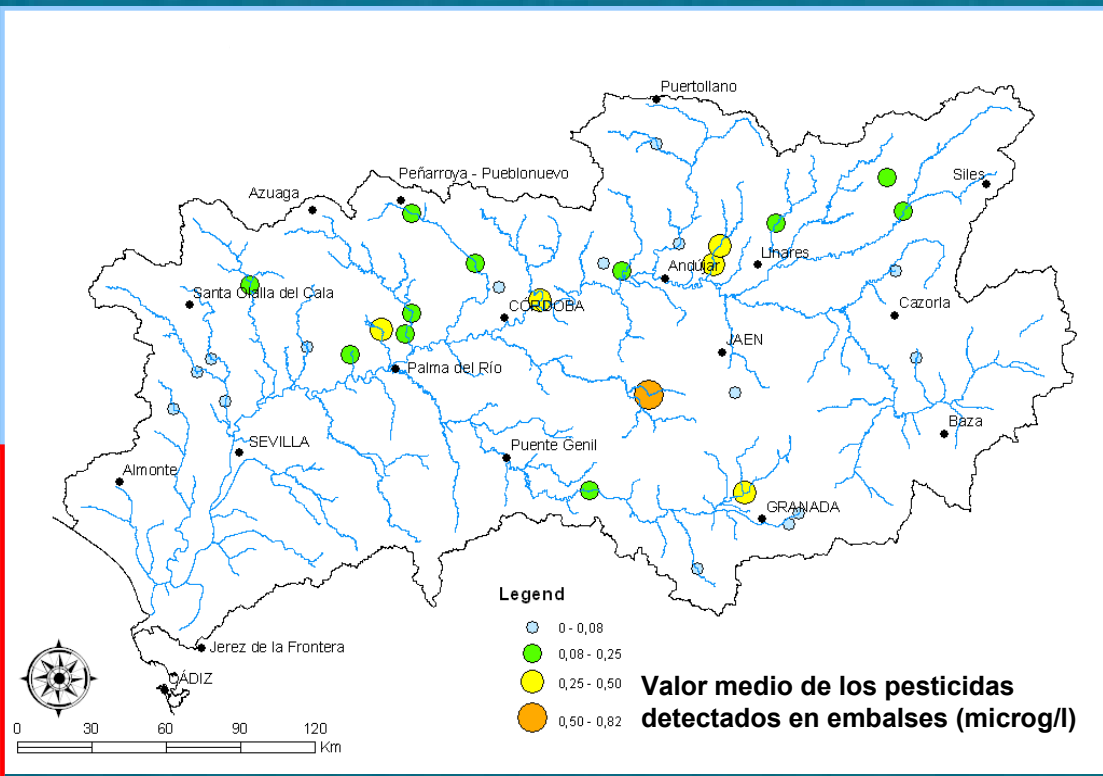 Puertollano
Peñarroya - Pueblonuevo
Azuaga
Siles
Linares
Andújar
Santa Olalla del Cala
CÓRDOBA
Cazorla
JAEN
Palma del Río
Baza
SEVILLA
Puente Genil
Almonte
GRANADA
Legend
0 - 0,08
0,08 - 0,25
0,25 - 0,50
0,50 - 0,82
Valor medio de los pesticidas
detectados en embalses (microg/l)
Jerez de la Frontera
CÁDIZ
0 30 60 90 120
Km